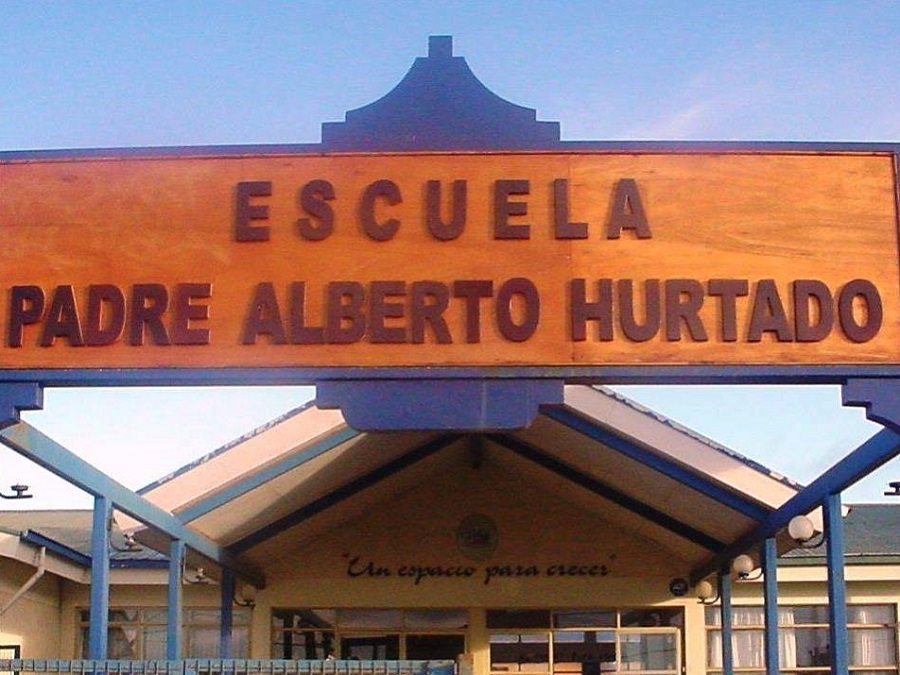 ESCUELA
PADRE ALBERTO HURTADO
"Un espacio para crecer"